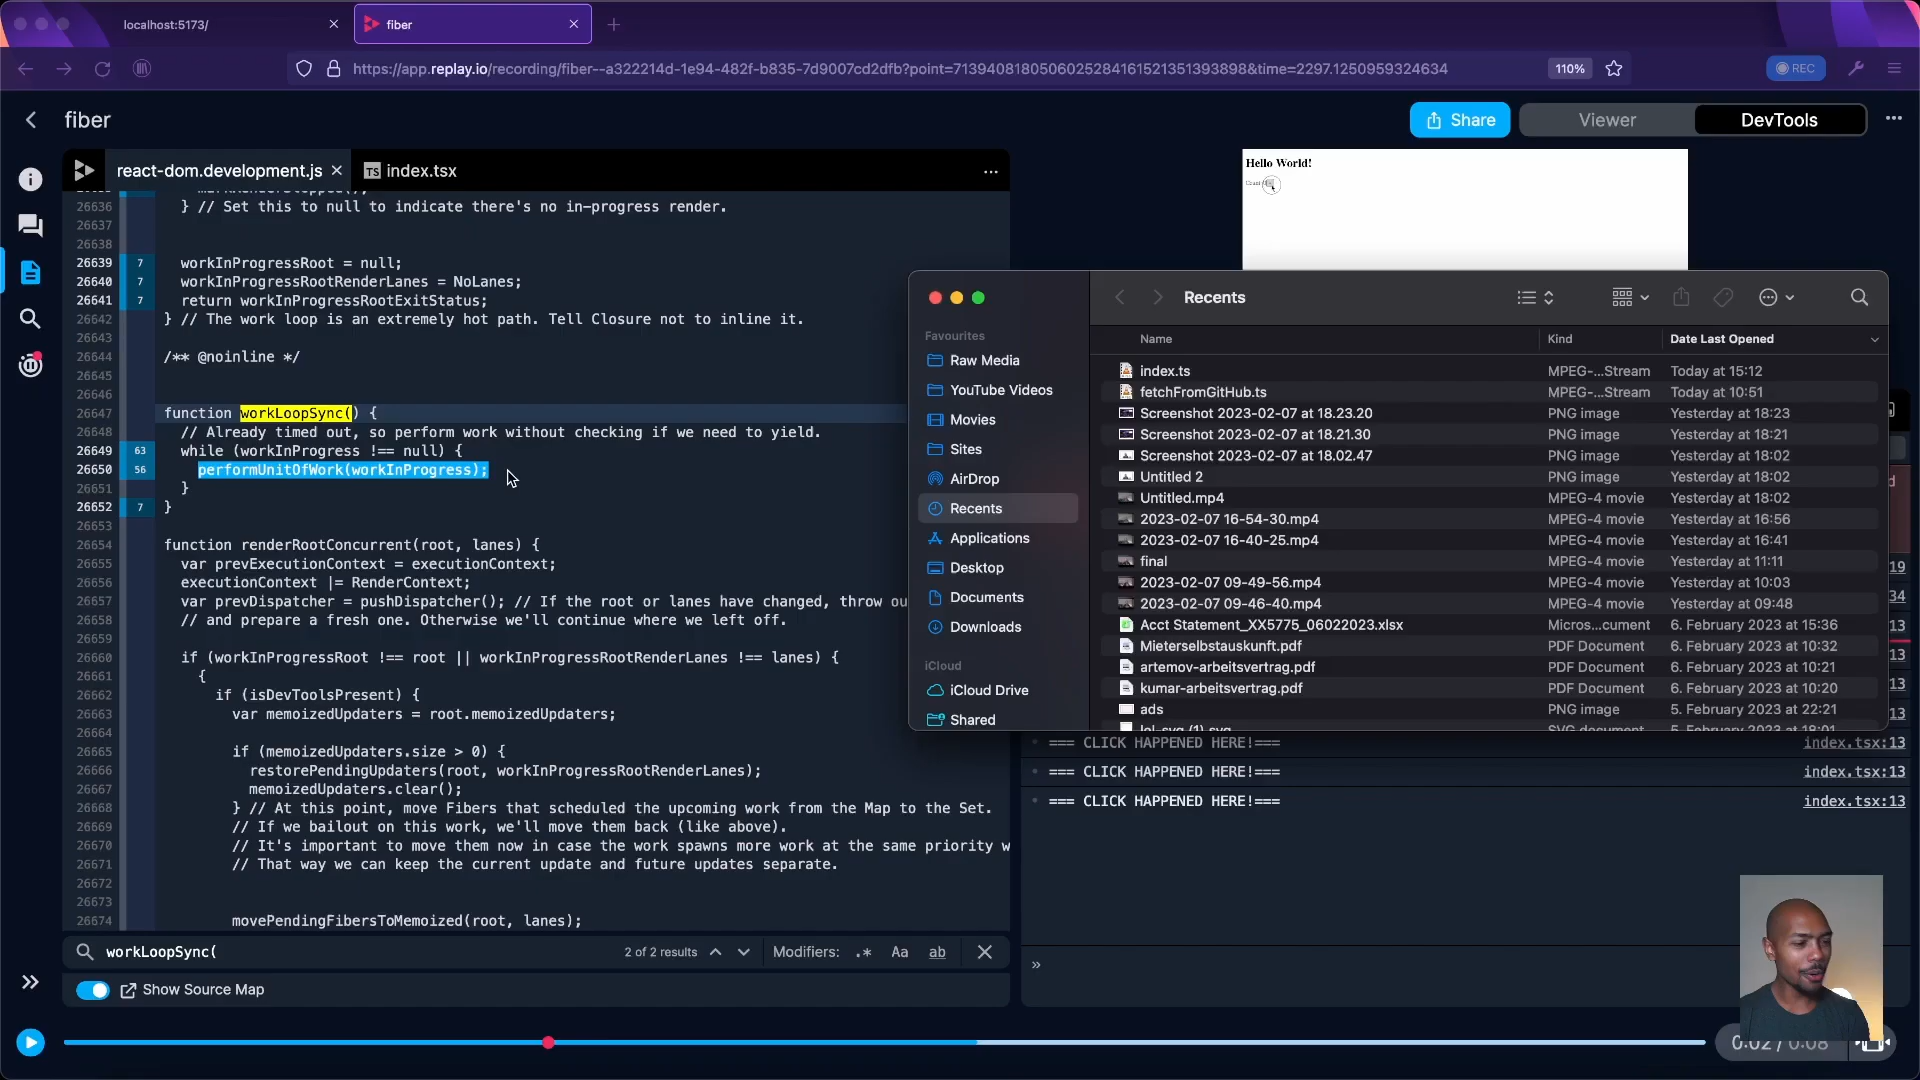 localhost:5173/
fiber
https://app.replay.io/recording/fiber--a322214d-1e94-482f-b835-7d9007cd2dfb?point=71394081805060252841615213513938​98&time=2297.1250959324634
110%
REC
fiber
Share
Viewer
DevTools
react-dom.development.js
TS index.tsx
26636 } // Set this to null to indicate there's no in-progress render.
26637
26638
26639 7 workInProgressRoot = null;
26640 7 workInProgressRootRenderLanes = NoLanes;
26641 7 return workInProgressRootExitStatus;
26642 } // The work loop is an extremely hot path. Tell Closure not to inline it.
26643
26644 /** @noinline */
26645
26646
26647 function workLoopSync() {
26648 // Already timed out, so perform work without checking if we need to yield.
26649 63 while (workInProgress !== null) {
26650 56 performUnitOfWork(workInProgress);
26651 }
26652 7 }
26653
26654 function renderRootConcurrent(root, lanes) {
26655 var prevExecutionContext = executionContext;
26656 executionContext |= RenderContext;
26657 var prevDispatcher = pushDispatcher(); // If the root or lanes have changed, throw ou
26658 // and prepare a fresh one. Otherwise we'll continue where we left off.
26659
26660 if (workInProgressRoot !== root || workInProgressRootRenderLanes !== lanes) {
26661 {
26662 if (isDevToolsPresent) {
26663 var memoizedUpdaters = root.memoizedUpdaters;
26664
26665 if (memoizedUpdaters.size > 0) {
26666 restorePendingUpdaters(root, workInProgressRootRenderLanes);
26667 memoizedUpdaters.clear();
26668 } // At this point, move Fibers that scheduled the upcoming work from the Map to the Set.
26669 // If we bailout on this work, we'll move them back (like above).
26670 // It's important to move them now in case the work spawns more work at the same priority w
26671 // That way we can keep the current update and future updates separate.
26672
26673
26674 movePendingFibersToMemoized(root, lanes);
workLoopSync(
2 of 2 results
Modifiers: .* Aa ab
Show Source Map
Hello World!
Recents
Favourites
Raw Media
YouTube Videos
Movies
Sites
AirDrop
Recents
Applications
Desktop
Documents
Downloads
iCloud
iCloud Drive
Shared
Name Kind Date Last Opened
index.ts MPEG-...Stream Today at 15:12
fetchFromGitHub.ts MPEG-...Stream Today at 10:51
Screenshot 2023-02-07 at 18.23.20 PNG image Yesterday at 18:23
Screenshot 2023-02-07 at 18.21.30 PNG image Yesterday at 18:21
Screenshot 2023-02-07 at 18.02.47 PNG image Yesterday at 18:02
Untitled 2 PNG image Yesterday at 18:02
Untitled.mp4 MPEG-4 movie Yesterday at 18:02
2023-02-07 16-54-30.mp4 MPEG-4 movie Yesterday at 16:56
2023-02-07 16-40-25.mp4 MPEG-4 movie Yesterday at 16:41
final MPEG-4 movie Yesterday at 11:11
2023-02-07 09-49-56.mp4 MPEG-4 movie Yesterday at 10:03
2023-02-07 09-46-40.mp4 MPEG-4 movie Yesterday at 09:48
Acct Statement_XX5775_06022023.xlsx Micros...cument 6. February 2023 at 15:36
Mieterselbstauskunft.pdf PDF Document 6. February 2023 at 10:32
artemov-arbeitsvertrag.pdf PDF Document 6. February 2023 at 10:21
kumar-arbeitsvertrag.pdf PDF Document 6. February 2023 at 10:20
ads PNG image 5. February 2023 at 22:21
lol-svg (1).svg SVG document 5. February 2023 at 18:01
19
34
13
13
13
13
=== CLICK HAPPENED HERE!=== index.tsx:13
=== CLICK HAPPENED HERE!=== index.tsx:13
=== CLICK HAPPENED HERE!=== index.tsx:13
»
0:02 / 0:08